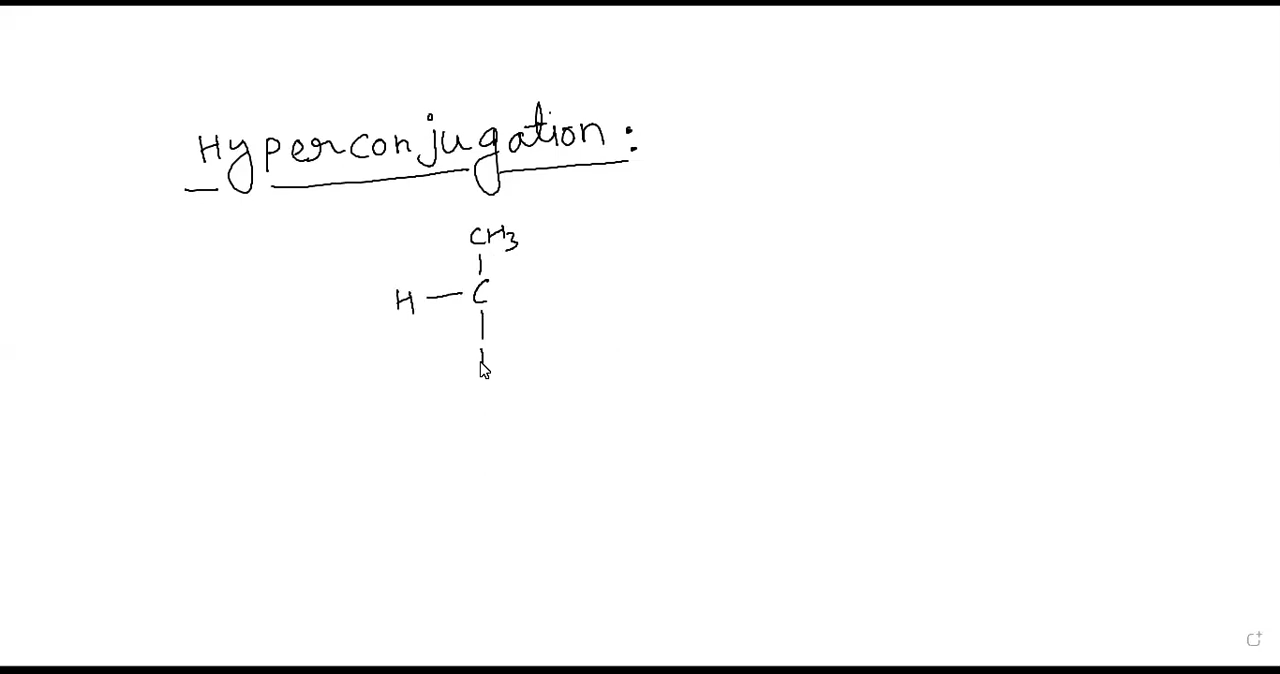 Hyperconjugation :
CH3
H — C